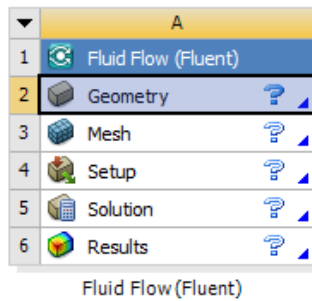 A
1 Fluid Flow (Fluent)
2 Geometry ?
3 Mesh ?
4 Setup ?
5 Solution ?
6 Results ?
Fluid Flow (Fluent)